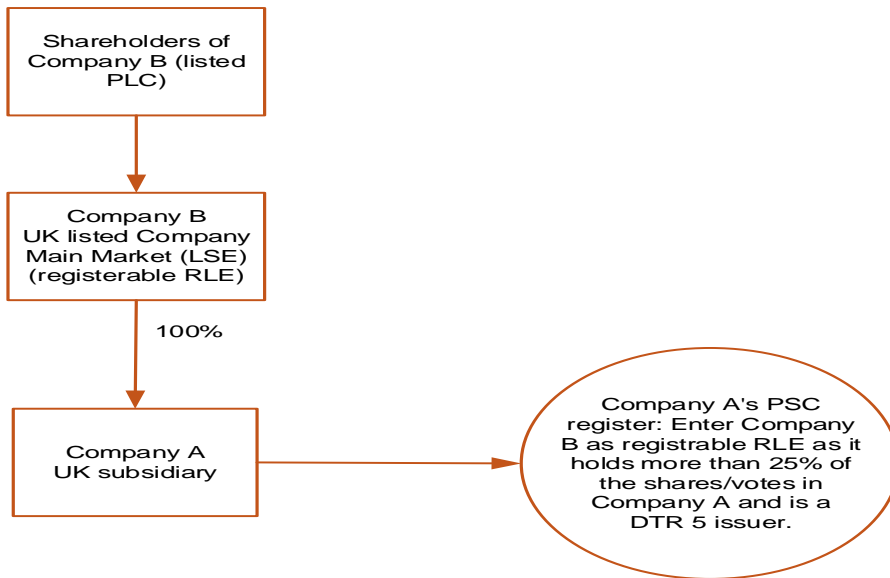 Shareholders of
Company B (listed
PLC)
Company B
UK listed Company
Main Market (LSE)
(registerable RLE)
100%
Company A
UK subsidiary
Company A's PSC
register: Enter Company
B as registrable RLE as it
holds more than 25% of
the shares/votes in
Company A and is a
DTR 5 issuer.